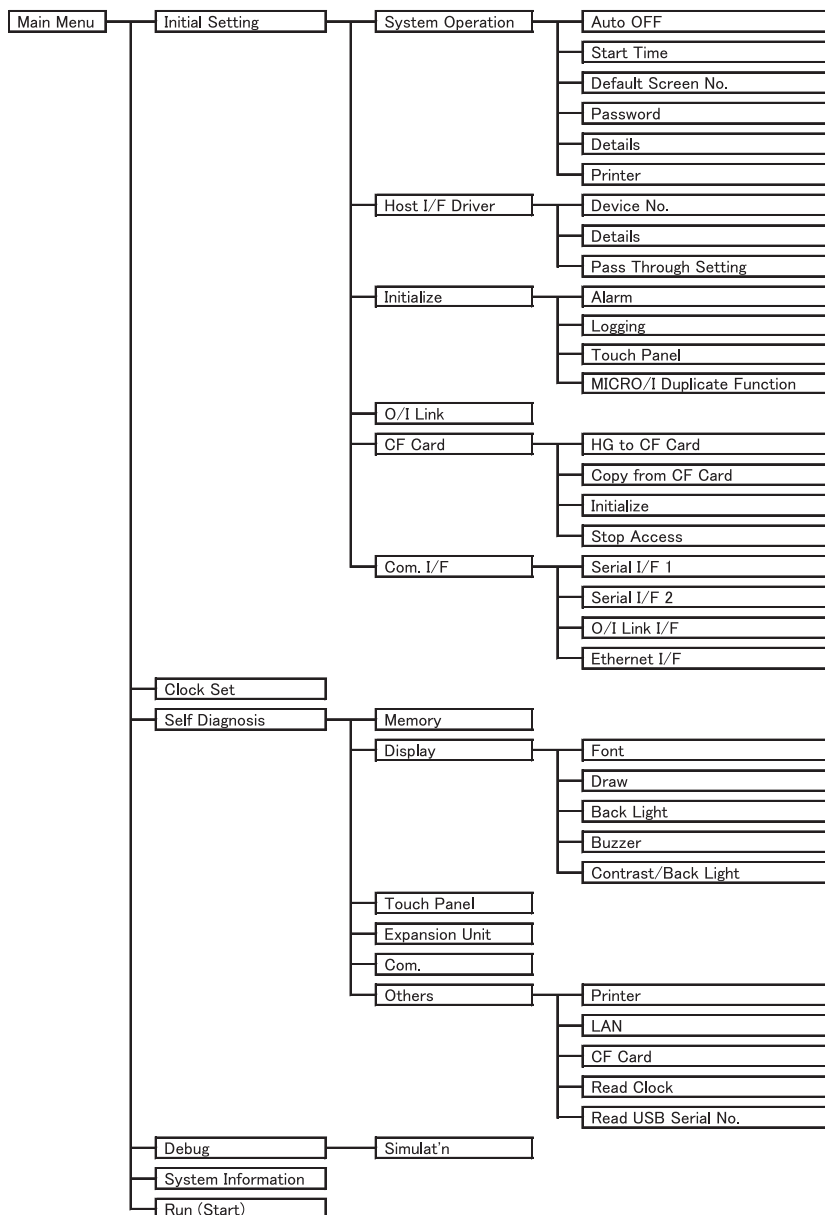 Main Menu
Initial Setting
System Operation
Auto OFF
Start Time
Default Screen No.
Password
Details
Printer
Host I/F Driver
Device No.
Details
Pass Through Setting
Initialize
Alarm
Logging
Touch Panel
MICRO/I Duplicate Function
O/I Link
CF Card
HG to CF Card
Copy from CF Card
Initialize
Stop Access
Com. I/F
Serial I/F 1
Serial I/F 2
O/I Link I/F
Ethernet I/F
Clock Set
Self Diagnosis
Memory
Display
Font
Draw
Back Light
Buzzer
Contrast/Back Light
Touch Panel
Expansion Unit
Com.
Others
Printer
LAN
CF Card
Read Clock
Read USB Serial No.
Debug
Simulat'n
System Information
Run (Start)